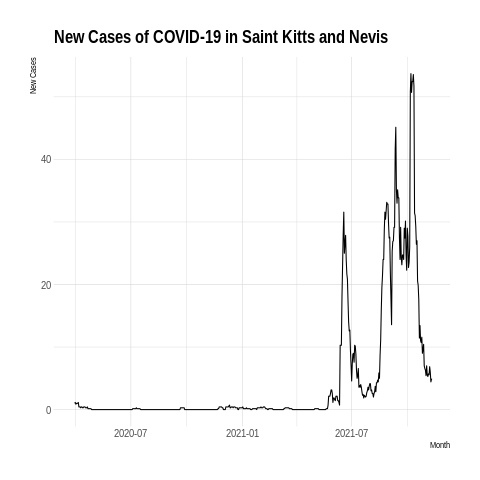 New Cases of COVID-19 in Saint Kitts and Nevis
New Cases
40
20
0
2020-07 2021-01 2021-07
Month